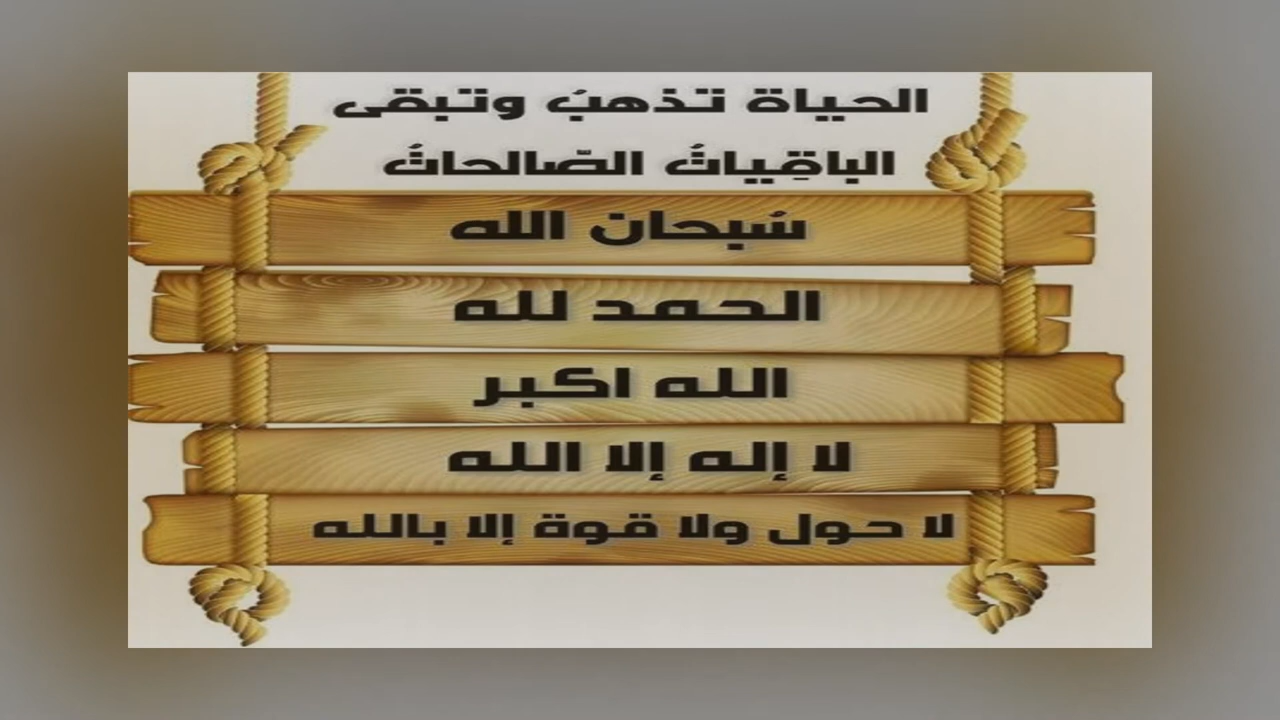 الحياة تذهبُ وتبقى
الباقِياتُ الصّالحاتُ
سُبحان الله
الحمد لله
الله اكبر
لا إله إلا الله
لا حول ولا قوة إلا بالله